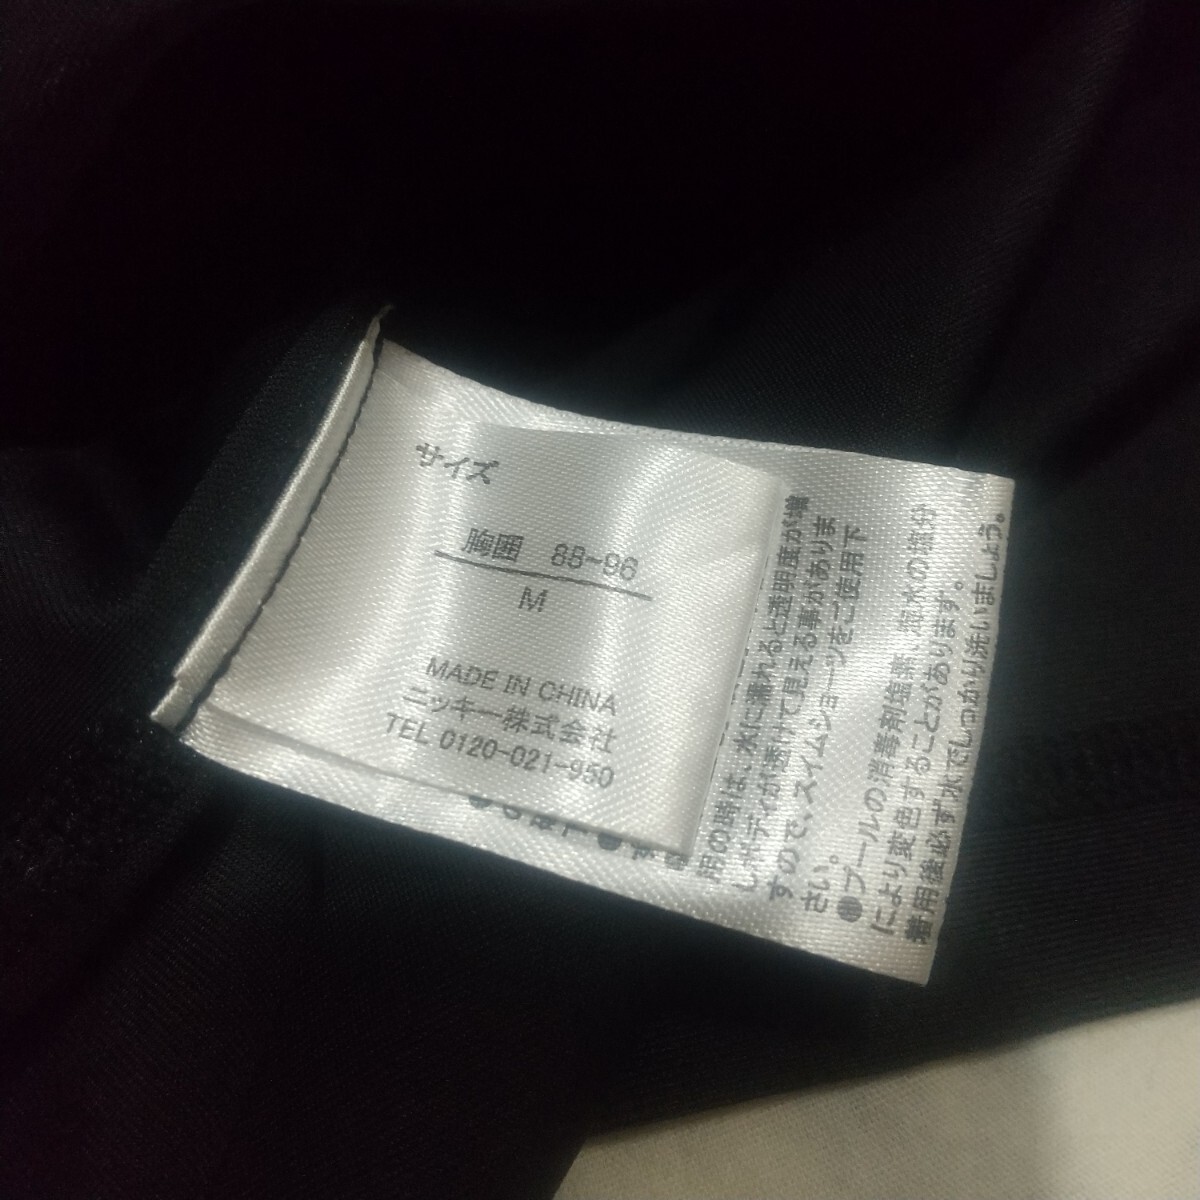 サイズ
胸囲 88~96
M
MADE IN CHINA
ニッキー株式会社
TEL 0120-021-950
用の時は、水に濡れると透明度が増
しボディが透けて見える事がありま
すので、スイムショーツをご使用下
さい。
●プールの消毒剤塩素、海水の塩分
により変色することがあります。
着用後必ず水でしっかり洗いましょう。